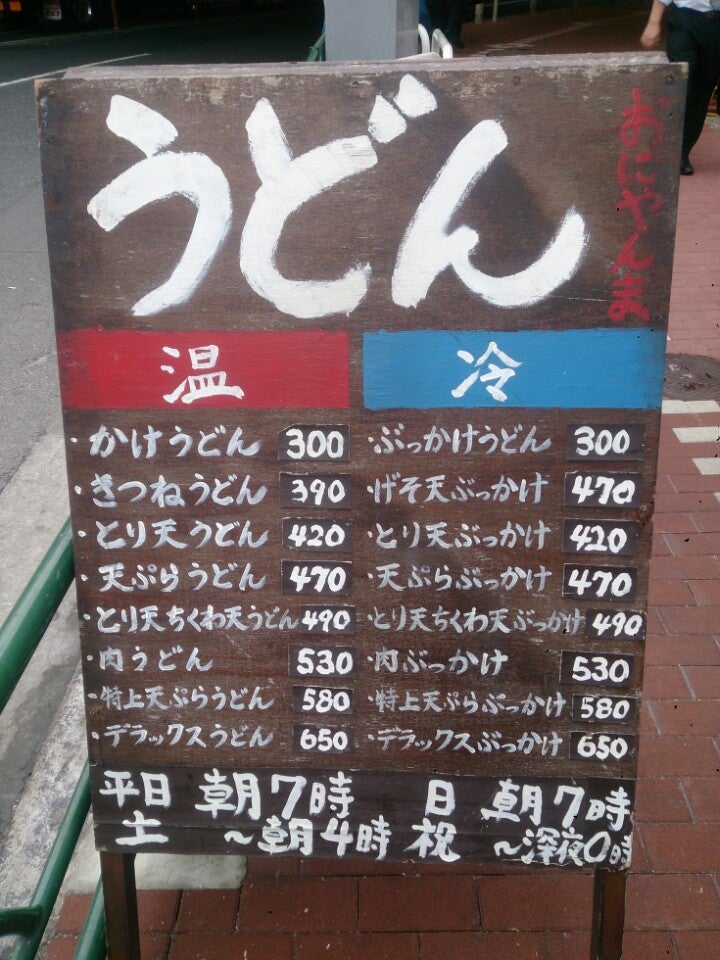 うどん
おにやんま
温
冷
・かけうどん 300
・きつねうどん 390
・とり天うどん 420
・天ぷらうどん 470
・とり天ちくわ天うどん 490
・肉うどん 530
・特上天ぷらうどん 580
・デラックスうどん 650
・ぶっかけうどん 300
・げそ天ぶっかけ 470
・とり天ぶっかけ 420
・天ぷらぶっかけ 470
・とり天ちくわ天ぶっかけ 490
・肉ぶっかけ 530
・特上天ぷらぶっかけ 580
・デラックスぶっかけ 650
平日 朝7時
土 ～朝4時
日 朝7時
祝 ～深夜0時